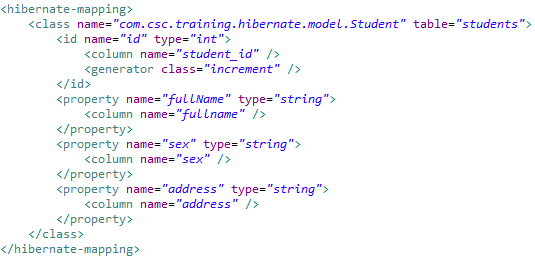 <hibernate-mapping>
    <class name="com.csc.training.hibernate.model.Student" table="students">
        <id name="id" type="int">
            <column name="student_id" />
            <generator class="increment" />
        </id>
        <property name="fullName" type="string">
            <column name="fullname" />
        </property>
        <property name="sex" type="string">
            <column name="sex" />
        </property>
        <property name="address" type="string">
            <column name="address" />
        </property>
    </class>
</hibernate-mapping>